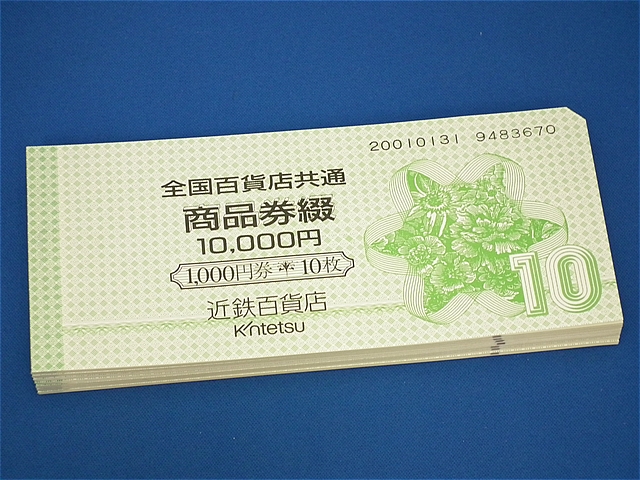 20010131 9483670
全国百貨店共通
商品券綴
10,000円
1,000円券 10枚
近鉄百貨店
Kintetsu
10